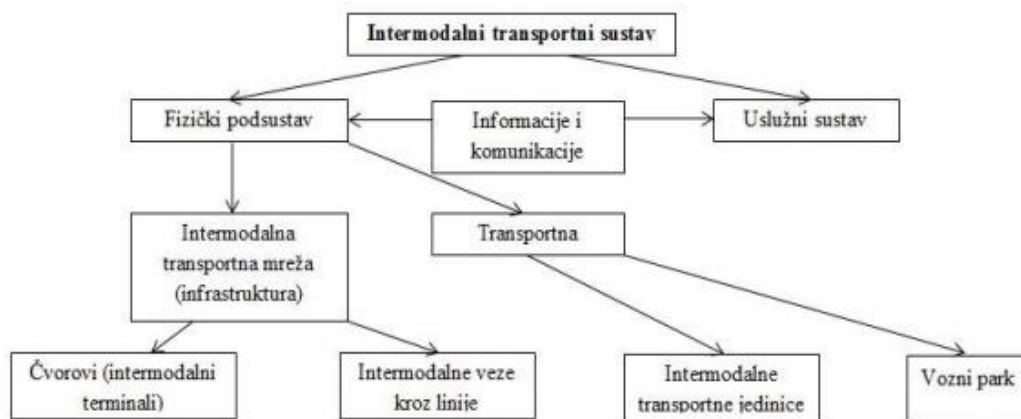 Intermodalni transportni sustav
Fizički podsustav
Informacije i
komunikacije
Uslužni sustav
Intermodalna
transportna mreža
(infrastruktura)
Transportna
Čvorovi (intermodalni
terminali)
Intermodalne veze
kroz linije
Intermodalne
transportne jedinice
Vozni park